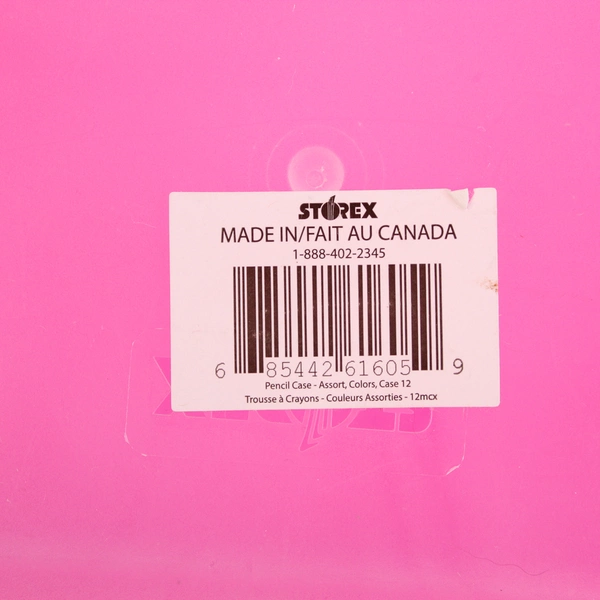 STOREX
MADE IN/FAIT AU CANADA
1-888-402-2345
6 85442 61605 9
Pencil Case - Assort, Colors, Case 12
Trousse à Crayons - Couleurs Assorties - 12mcx